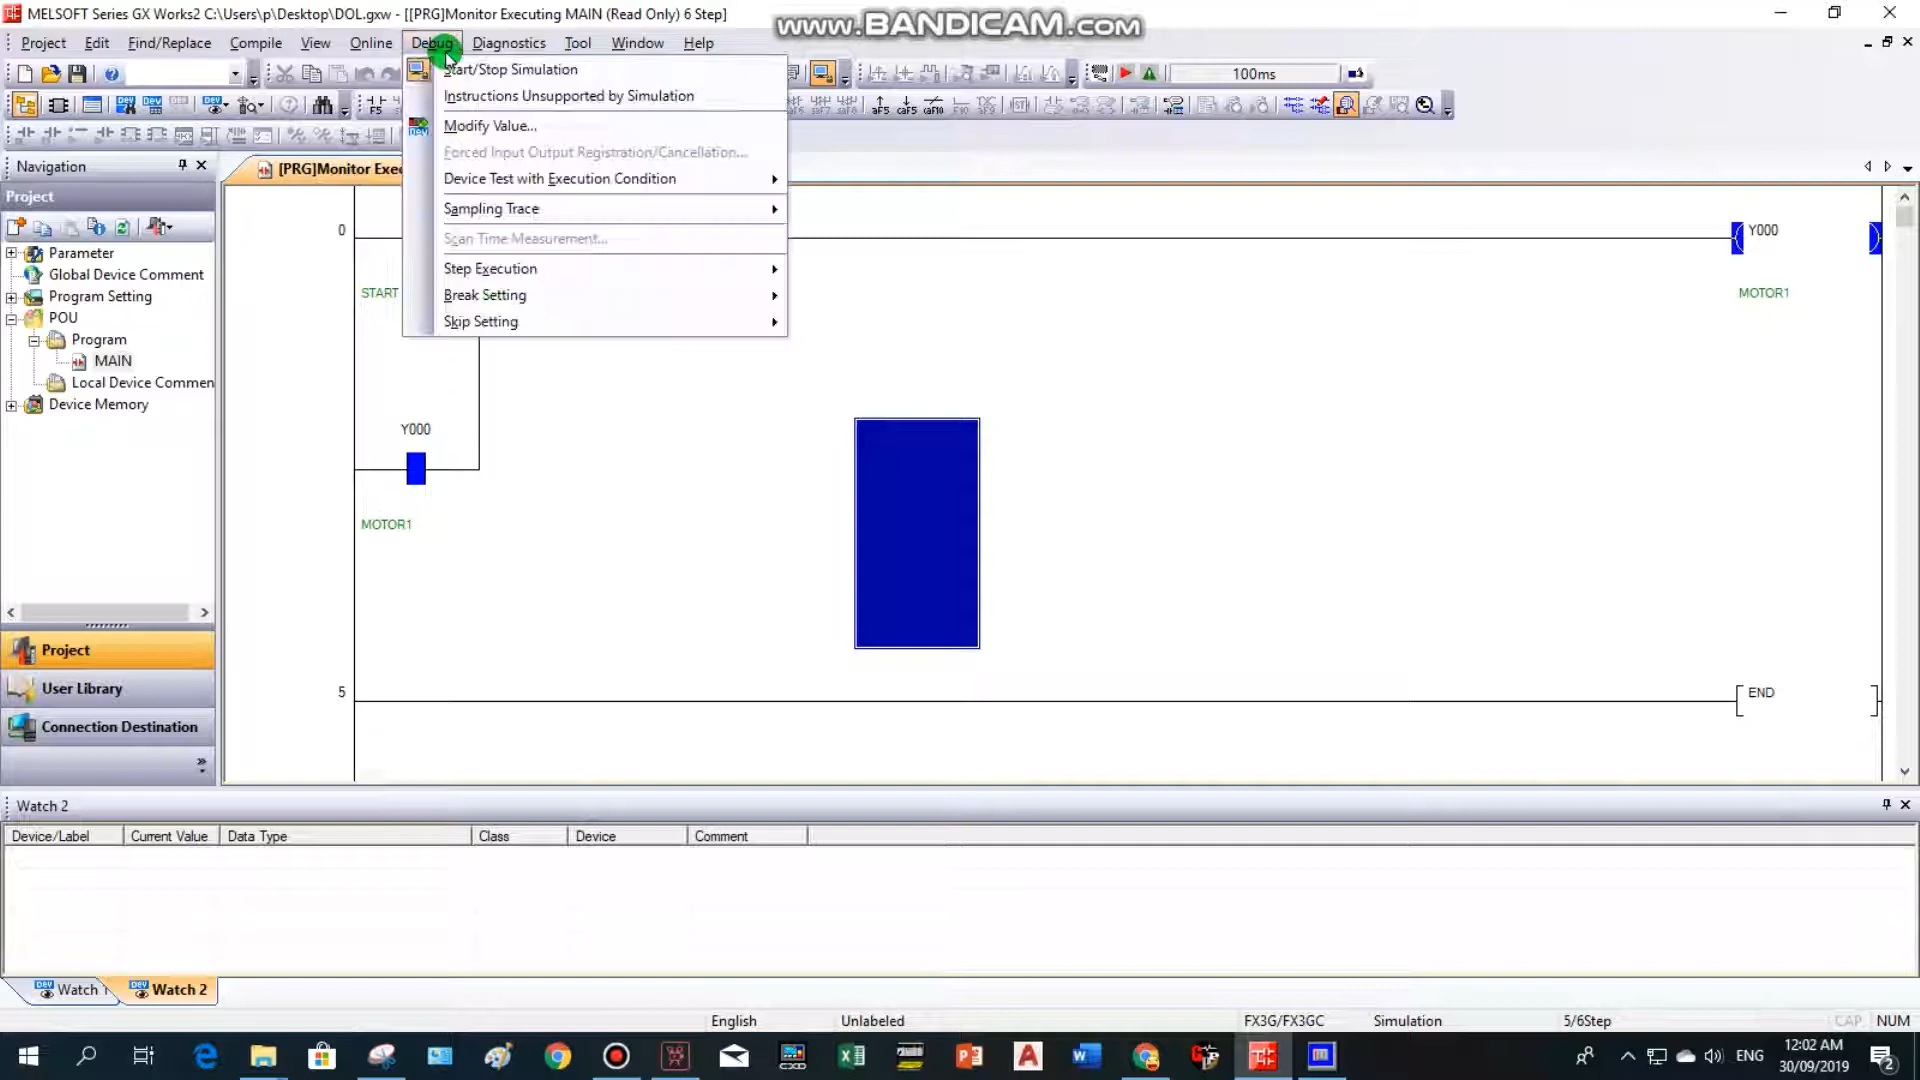 MELSOFT Series GX Works2 C:\Users\p\Desktop\DOL.gxw - [[PRG]Monitor Executing MAIN (Read Only) 6 Step]
www.BANDICAM.com
Project Edit Find/Replace Compile View Online Debug Diagnostics Tool Window Help
Start/Stop Simulation
100ms
Instructions Unsupported by Simulation
Modify Value...
Forced Input Output Registration/Cancellation...
Device Test with Execution Condition
Sampling Trace
Scan Time Measurement...
Step Execution
Break Setting
Skip Setting
Navigation
[PRG]Monitor Exec
Project
Parameter
Global Device Comment
Program Setting
POU
Program
MAIN
Local Device Commen
Device Memory
0
Y000
START
MOTOR1
Y000
MOTOR1
5
END
Project
User Library
Connection Destination
Watch 2
Device/Label Current Value Data Type Class Device Comment
Watch 1 Watch 2
English Unlabeled FX3G/FX3GC Simulation 5/6Step CAP NUM
ENG
12:02 AM
30/09/2019
2